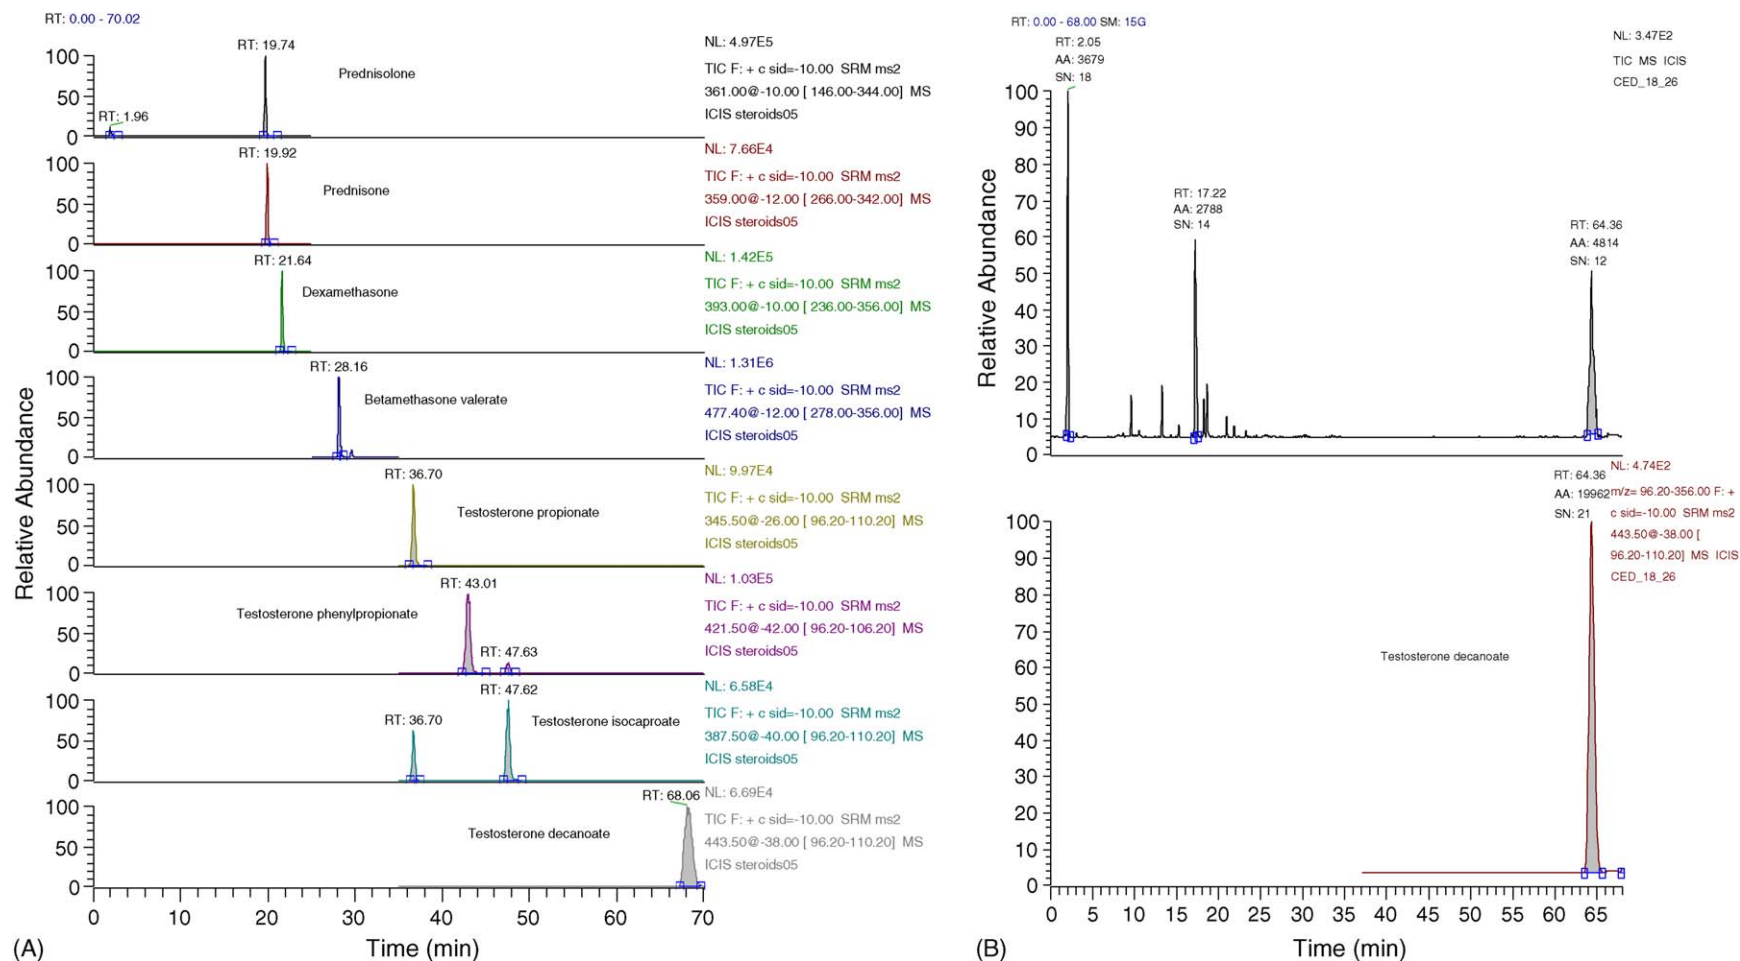 RT: 0.00 - 70.02
RT: 19.74
100
50
0
RT: 1.96
Prednisolone
NL: 4.97E5
TIC F: + c sid=-10.00 SRM ms2
361.00@-10.00 [ 146.00-344.00] MS
ICIS steroids05
RT: 19.92
100
50
0
Prednisone
NL: 7.66E4
TIC F: + c sid=-10.00 SRM ms2
359.00@-12.00 [ 266.00-342.00] MS
ICIS steroids05
RT: 21.64
100
50
0
Dexamethasone
NL: 1.42E5
TIC F: + c sid=-10.00 SRM ms2
393.00@-10.00 [ 236.00-356.00] MS
ICIS steroids05
RT: 28.16
100
50
0
Betamethasone valerate
NL: 1.31E6
TIC F: + c sid=-10.00 SRM ms2
477.40@-12.00 [ 278.00-356.00] MS
ICIS steroids05
RT: 36.70
100
50
0
Testosterone propionate
NL: 9.97E4
TIC F: + c sid=-10.00 SRM ms2
345.50@-26.00 [ 96.20-110.20] MS
ICIS steroids05
RT: 43.01
100
50
0
Testosterone phenylpropionate
RT: 47.63
NL: 1.03E5
TIC F: + c sid=-10.00 SRM ms2
421.50@-42.00 [ 96.20-106.20] MS
ICIS steroids05
RT: 47.62
100
50
0
RT: 36.70
Testosterone isocaproate
NL: 6.58E4
TIC F: + c sid=-10.00 SRM ms2
387.50@-40.00 [ 96.20-110.20] MS
ICIS steroids05
RT: 68.06
100
50
0
Testosterone decanoate
NL: 6.69E4
TIC F: + c sid=-10.00 SRM ms2
443.50@-38.00 [ 96.20-110.20] MS
ICIS steroids05
Relative Abundance
0 10 20 30 40 50 60 70
(A)
Time (min)
RT: 0.00 - 68.00 SM: 15G
RT: 2.05
AA: 3679
SN: 18
NL: 3.47E2
TIC MS ICIS
CED_18_26
100
90
80
70
60
50
40
30
20
10
0
Relative Abundance
RT: 17.22
AA: 2788
SN: 14
RT: 64.36
AA: 4814
SN: 12
RT: 64.36
AA: 19962
SN: 21
NL: 4.74E2
m/z= 96.20-356.00 F: +
c sid=-10.00 SRM ms2
443.50@-38.00 [
96.20-110.20] MS ICIS
CED_18_26
100
90
80
70
60
50
40
30
20
10
0
Relative Abundance
Testosterone decanoate
0 5 10 15 20 25 30 35 40 45 50 55 60 65
(B)
Time (min)